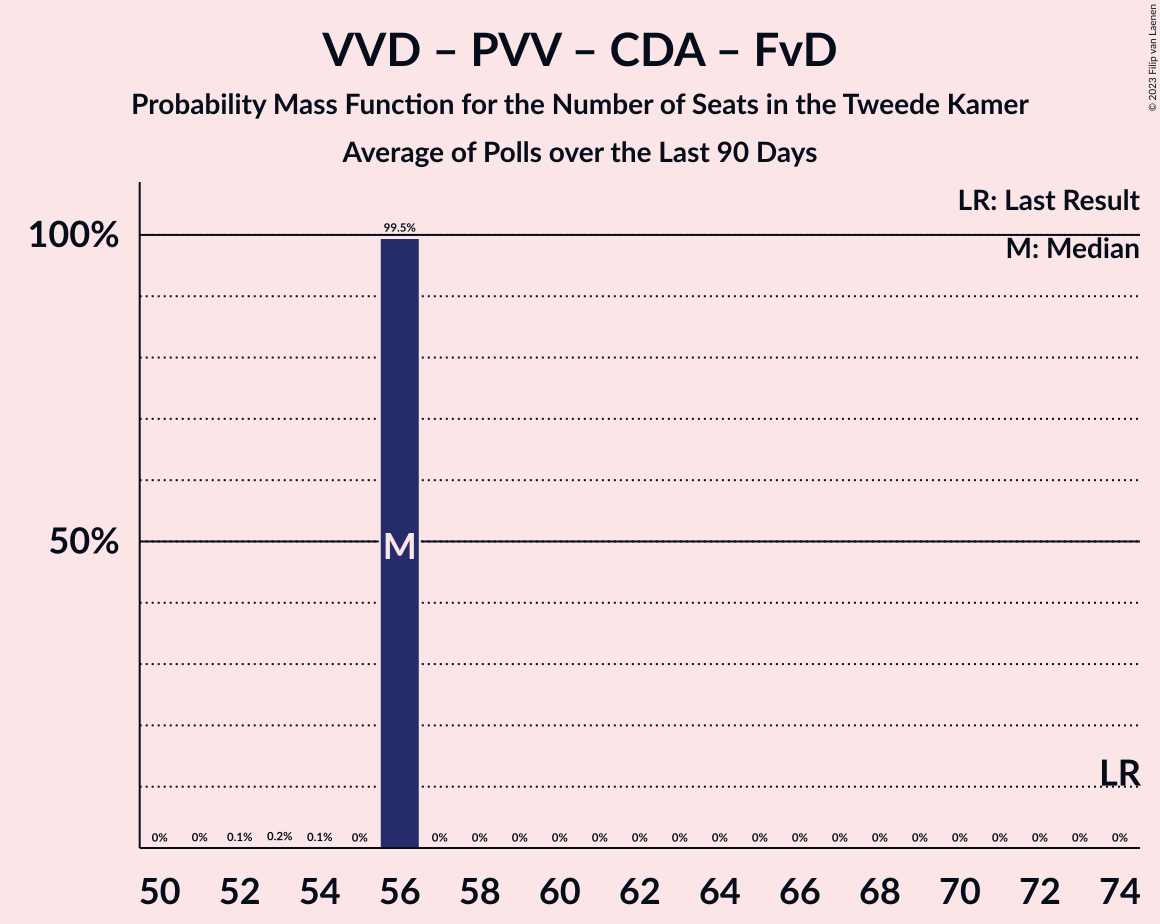 VVD – PVV – CDA – FvD
Probability Mass Function for the Number of Seats in the Tweede Kamer
Average of Polls over the Last 90 Days
© 2023 Filip van Laenen
LR: Last Result
M: Median
100%
50%
99.5%
M
LR
0% 0% 0.1% 0.2% 0.1% 0% 0% 0% 0% 0% 0% 0% 0% 0% 0% 0% 0% 0% 0% 0% 0% 0% 0% 0%
50 52 54 56 58 60 62 64 66 68 70 72 74